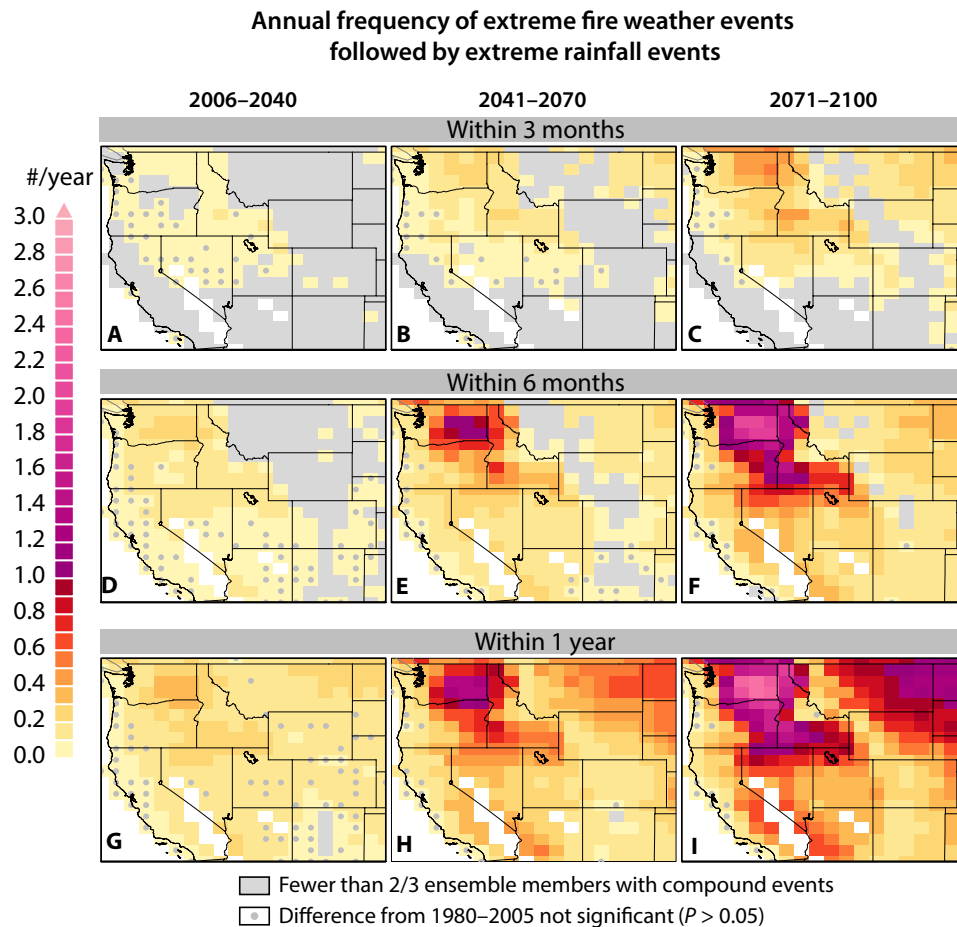 Annual frequency of extreme fire weather events
followed by extreme rainfall events
2006–2040 2041–2070 2071–2100
Within 3 months
#/year
3.0
2.8
2.6
2.4
2.2
2.0
1.8
1.6
1.4
1.2
1.0
0.8
0.6
0.4
0.2
0.0
A B C
Within 6 months
D E F
Within 1 year
G H I
Fewer than 2/3 ensemble members with compound events
Difference from 1980–2005 not significant (P > 0.05)